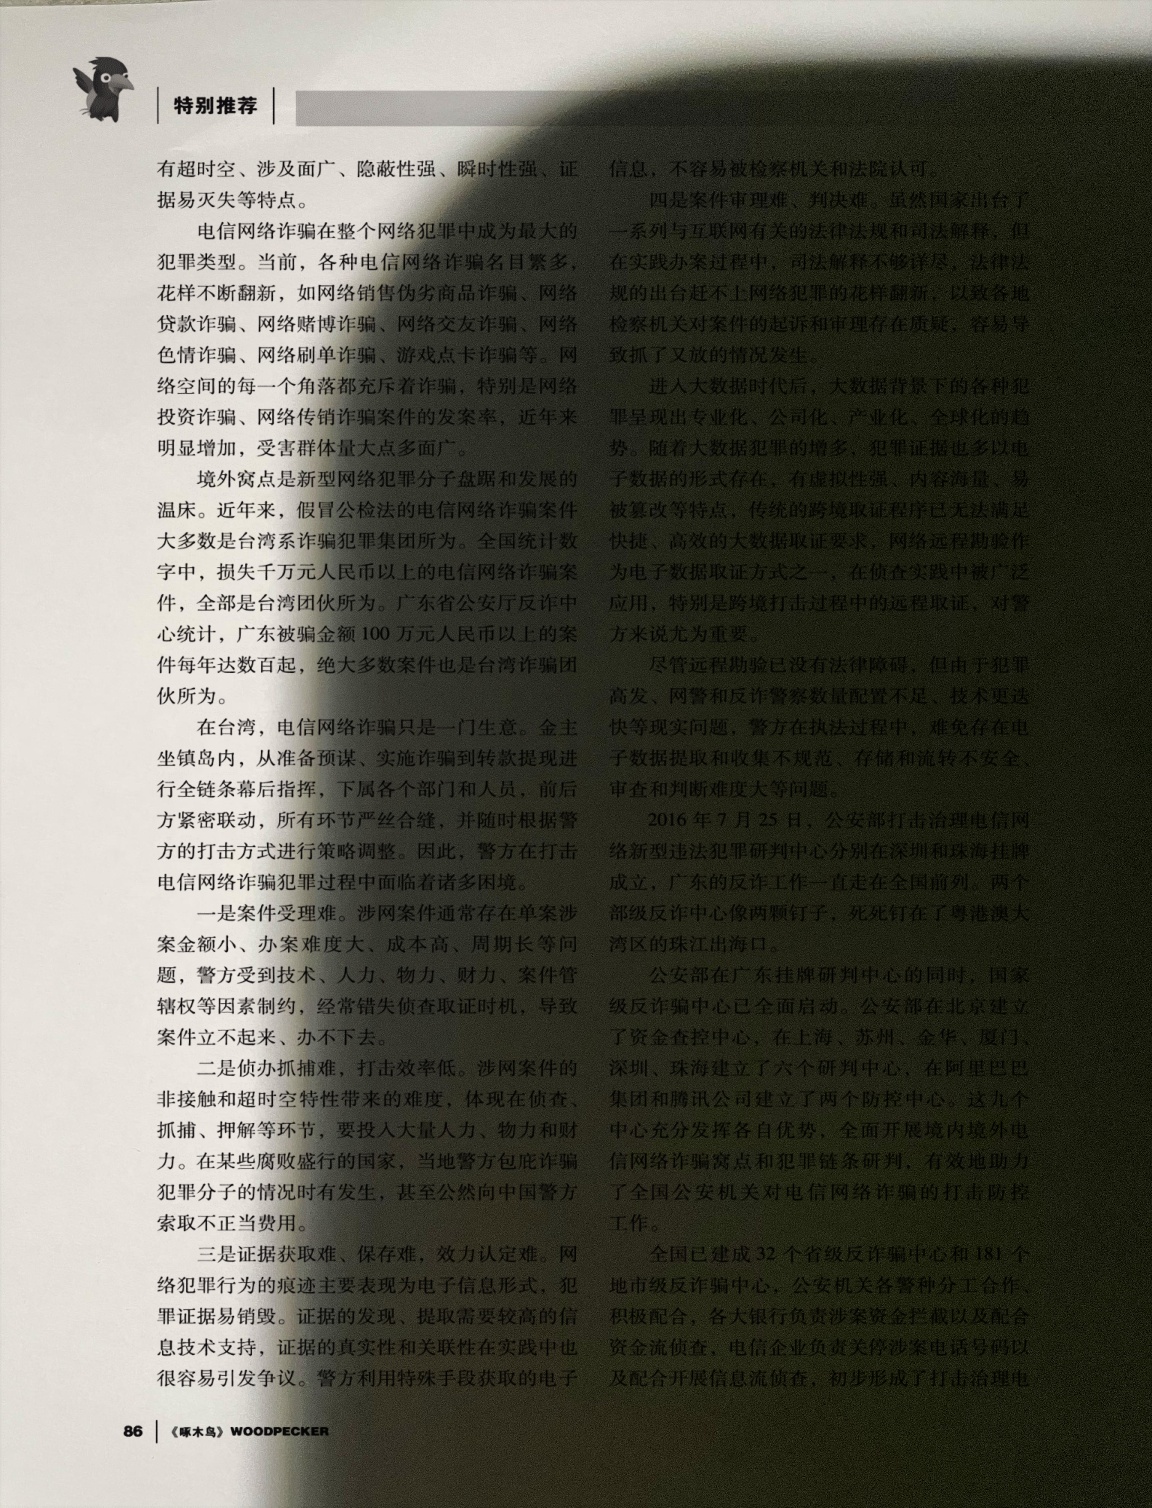 特别推荐
有超时空、涉及面广、隐蔽性强、瞬时性强、证
据易灭失等特点。
电信网络诈骗在整个网络犯罪中成为最大的
犯罪类型。当前，各种电信网络诈骗名目繁多，
花样不断翻新，如网络销售伪劣商品诈骗、网络
贷款诈骗、网络赌博诈骗、网络交友诈骗、网络
色情诈骗、网络刷单诈骗、游戏点卡诈骗等。网
络空间的每一个角落都充斥着诈骗，特别是网络
投资诈骗、网络传销诈骗案件的发案率，近年来
明显增加，受害群体量大点多面广。
境外窝点是新型网络犯罪分子盘踞和发展的
温床。近年来，假冒公检法的电信网络诈骗案件
大多数是台湾系诈骗犯罪集团所为。全国统计数
字中，损失千万元人民币以上的电信网络诈骗案
件，全部是台湾团伙所为。广东省公安厅反诈中
心统计，广东被骗金额100万元人民币以上的案
件每年达数百起，绝大多数案件也是台湾诈骗团
伙所为。
在台湾，电信网络诈骗只是一门生意。金主
坐镇岛内，从准备预谋、实施诈骗到转款提现进
行全链条幕后指挥，下属各个部门和人员，前后
方紧密联动，所有环节严丝合缝，并随时根据警
方的打击方式进行策略调整。因此，警方在打击
电信网络诈骗犯罪过程中面临着诸多困境。
一是案件受理难。涉网案件通常存在单案涉
案金额小、办案难度大、成本高、周期长等问
题，警方受到技术、人力、物力、财力、案件管
辖权等因素制约，经常错失侦查取证时机，导致
案件立不起来、办不下去。
二是侦办抓捕难，打击效率低。涉网案件的
非接触和超时空特性带来的难度，体现在侦查、
抓捕、押解等环节，要投入大量人力、物力和财
力。在某些腐败盛行的国家，当地警方包庇诈骗
犯罪分子的情况时有发生，甚至公然向中国警方
索取不正当费用。
三是证据获取难、保存难，效力认定难。网
络犯罪行为的痕迹主要表现为电子信息形式，犯
罪证据易销毁。证据的发现、提取需要较高的信
息技术支持，证据的真实性和关联性在实践中也
很容易引发争议。警方利用特殊手段获取的电子
信息，不容易被检察机关和法院认可。
四是案件审理难、判决难。虽然国家出台了
一系列与互联网有关的法律法规和司法解释，但
在实践办案过程中，司法解释不够详尽，法律法
规的出台赶不上网络犯罪的花样翻新，以致各地
检察机关对案件的起诉和审理存在质疑，容易导
致抓了又放的情况发生。
进入大数据时代后，大数据背景下的各种犯
罪呈现出专业化、公司化、产业化、全球化的趋
势。随着大数据犯罪的增多，犯罪证据也多以电
子数据的形式存在，有虚拟性强、内容海量、易
被篡改等特点，传统的跨境取证程序已无法满足
快捷、高效的大数据取证要求，网络远程勘验作
为电子数据取证方式之一，在侦查实践中被广泛
应用，特别是跨境打击过程中的远程取证，对警
方来说尤为重要。
尽管远程勘验已没有法律障碍，但由于犯罪
高发、网警和反诈警察数量配置不足、技术更迭
快等现实问题，警方在执法过程中，难免存在电
子数据提取和收集不规范、存储和流转不安全、
审查和判断难度大等问题。
2016年7月25日，公安部打击治理电信网
络新型违法犯罪研判中心分别在深圳和珠海挂牌
成立，广东的反诈工作一直走在全国前列。两个
部级反诈中心像两颗钉子，死死钉在了粤港澳大
湾区的珠江出海口。
公安部在广东挂牌研判中心的同时，国家
级反诈骗中心已全面启动。公安部在北京建立
了资金查控中心，在上海、苏州、金华、厦门、
深圳、珠海建立了六个研判中心，在阿里巴巴
集团和腾讯公司建立了两个防控中心。这九个
中心充分发挥各自优势，全面开展境内境外电
信网络诈骗窝点和犯罪链条研判，有效地助力
了全国公安机关对电信网络诈骗的打击防控
工作。
全国已建成32个省级反诈骗中心和181个
地市级反诈骗中心，公安机关各警种分工合作、
积极配合，各大银行负责涉案资金拦截以及配合
资金流侦查，电信企业负责关停涉案电话号码以
及配合开展信息流侦查，初步形成了打击治理电
86 《啄木鸟》WOODPECKER